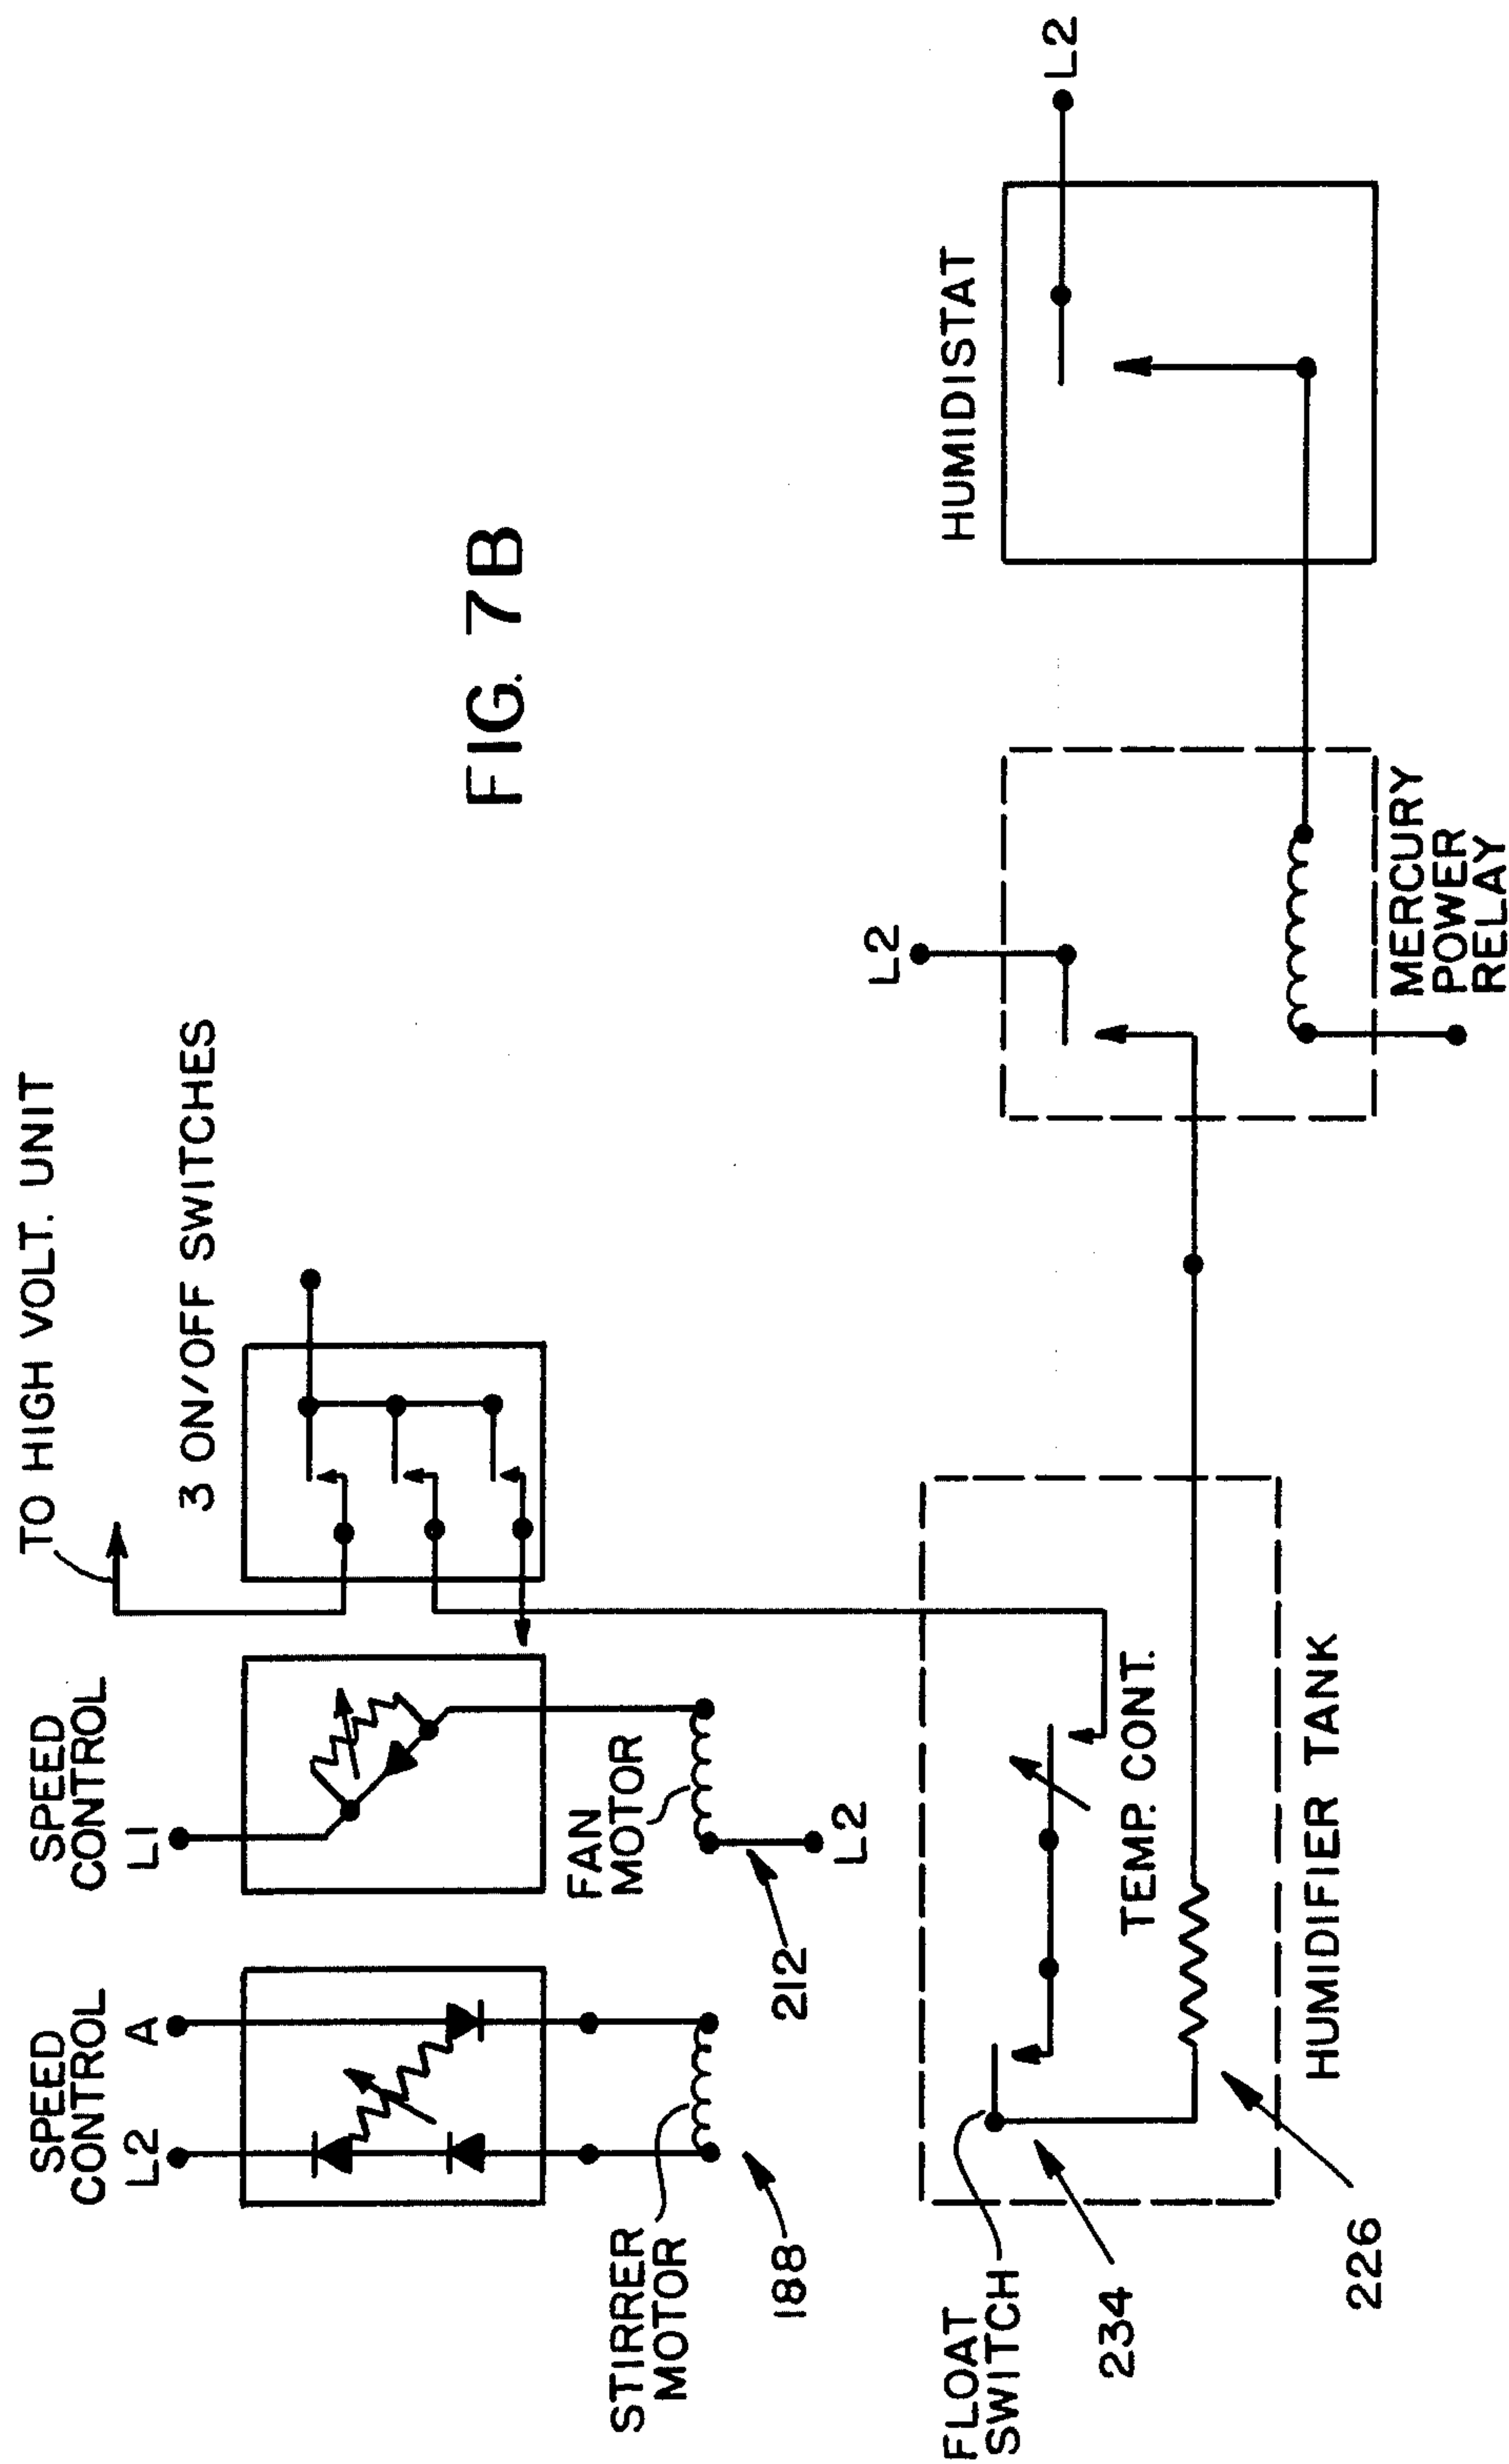 TO HIGH VOLT. UNIT
3 ON/OFF SWITCHES
SPEED
CONTROL
L2
A
SPEED
CONTROL
L1
STIRRER
MOTOR
188
FAN
MOTOR
212
L2
FIG. 7B
FLOAT
SWITCH
234
TEMP. CONT.
226
HUMIDIFIER TANK
L2
MERCURY
POWER
RELAY
HUMIDISTAT
L2